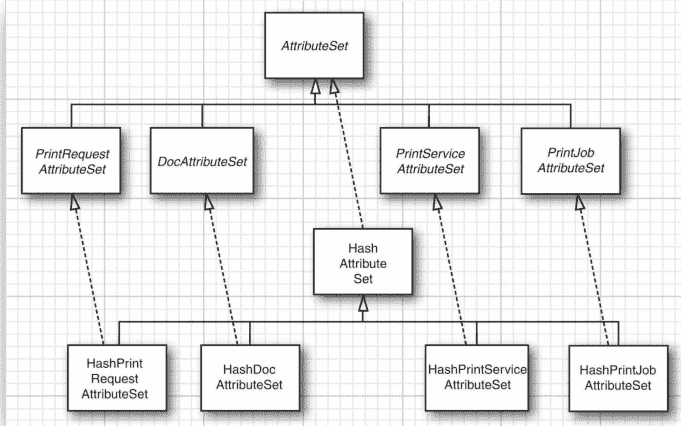 AttributeSet
PrintRequest
AttributeSet
DocAttributeSet
PrintService
AttributeSet
PrintJob
AttributeSet
Hash
Attribute
Set
HashPrint
Request
AttributeSet
HashDoc
AttributeSet
HashPrintService
AttributeSet
HashPrintJob
AttributeSet